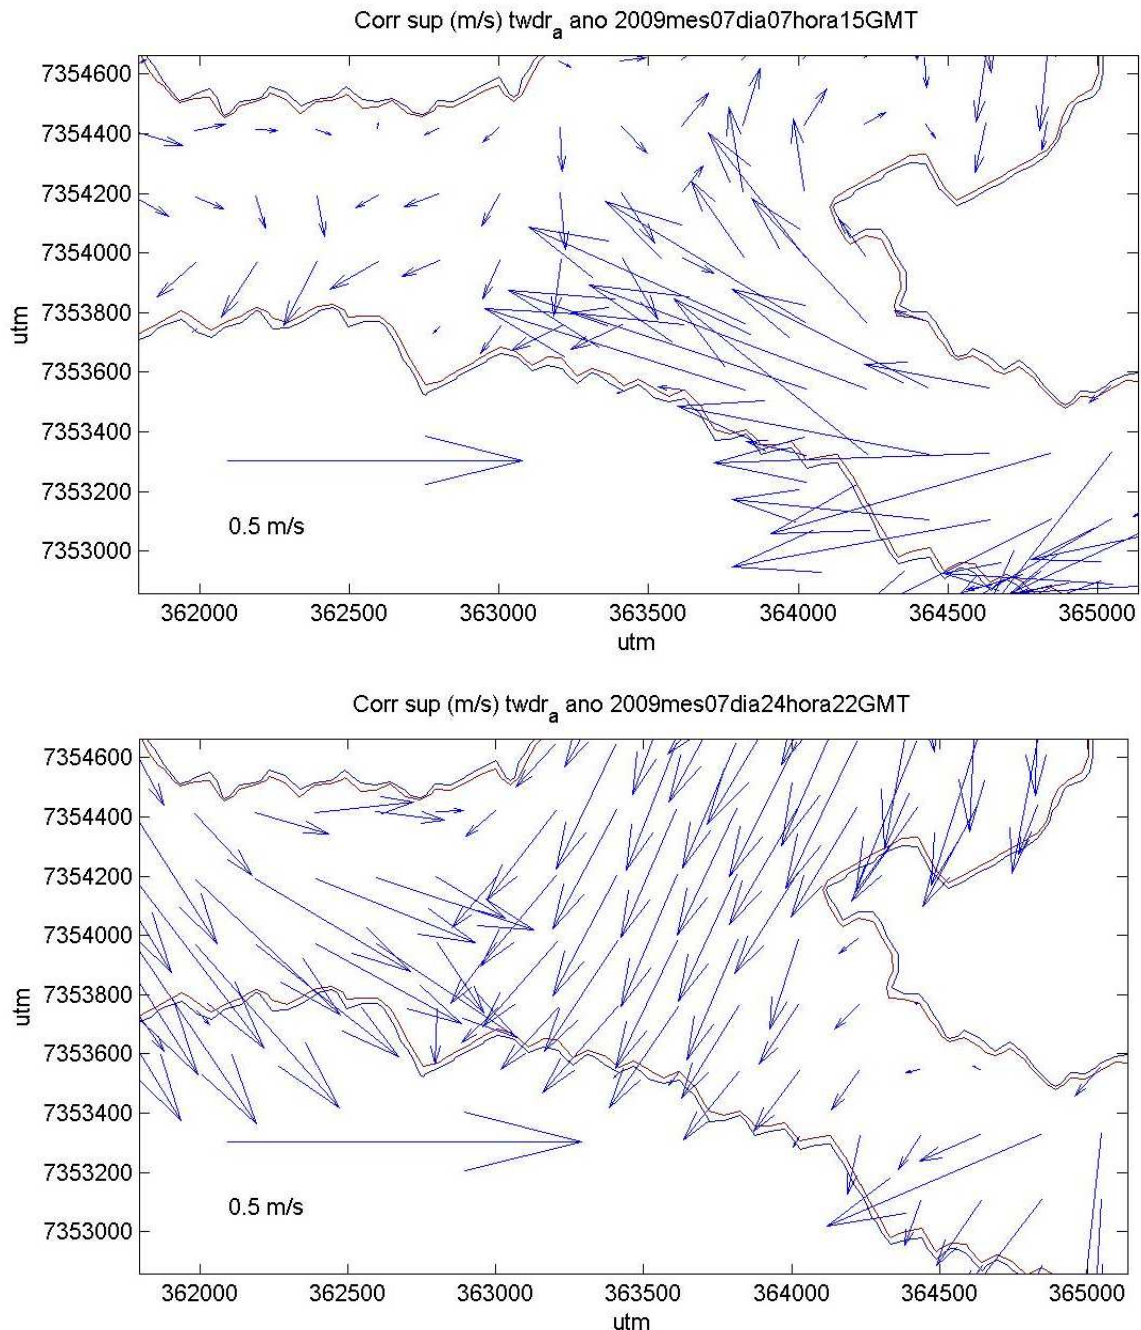 Corr sup (m/s) twdr_a ano 2009mes07dia07hora15GMT
7354600
7354400
7354200
7354000
7353800
7353600
7353400
7353200
7353000
utm
0.5 m/s
362000 362500 363000 363500 364000 364500 365000
utm
Corr sup (m/s) twdr_a ano 2009mes07dia24hora22GMT
7354600
7354400
7354200
7354000
7353800
7353600
7353400
7353200
7353000
utm
0.5 m/s
362000 362500 363000 363500 364000 364500 365000
utm